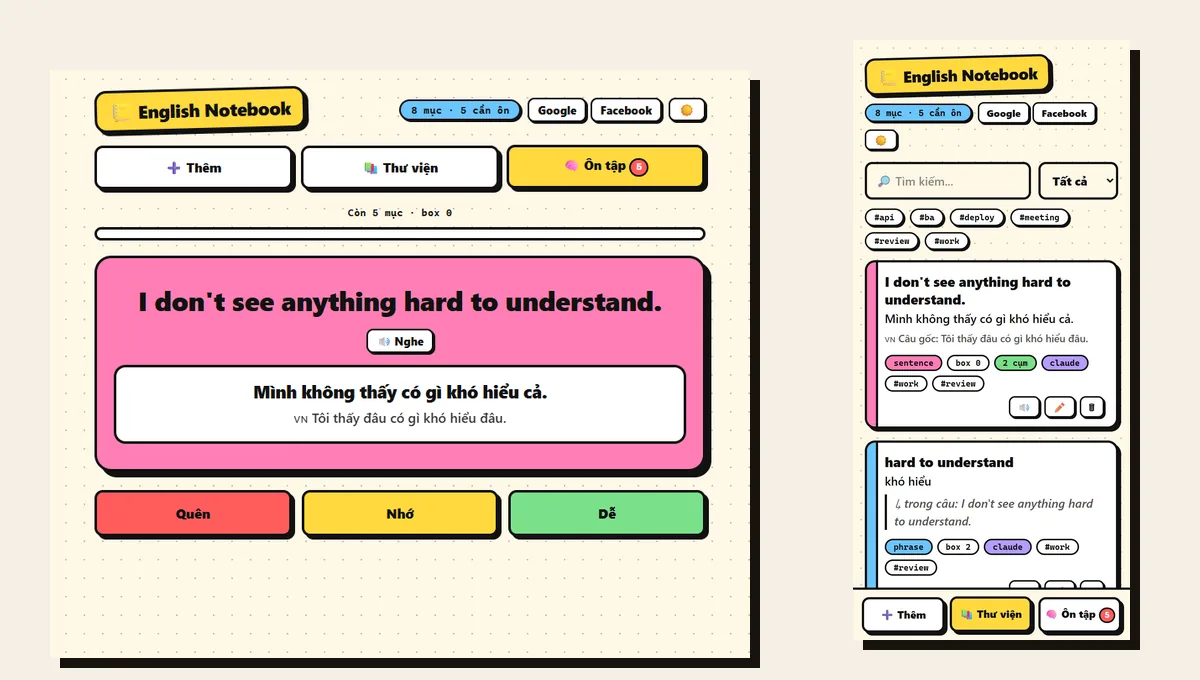 English Notebook
8 mục · 5 cần ôn
Google
Facebook
Thêm
Thư viện
Ôn tập 5
Còn 5 mục · box 0
I don't see anything hard to understand.
Nghe
Mình không thấy có gì khó hiểu cả.
VN Tôi thấy đâu có gì khó hiểu đâu.
Quên
Nhớ
Dễ
English Notebook
8 mục · 5 cần ôn
Google
Facebook
Tìm kiếm...
Tất cả
#api
#ba
#deploy
#meeting
#review
#work
I don't see anything hard to
understand.
Mình không thấy có gì khó hiểu cả.
VN Câu gốc: Tôi thấy đâu có gì khó hiểu đâu.
sentence
box 0
2 cụm
claude
#work
#review
hard to understand
khó hiểu
↳ trong câu: I don't see anything hard
to understand.
phrase
box 2
claude
#work
#review
Thêm
Thư viện
Ôn tập 5